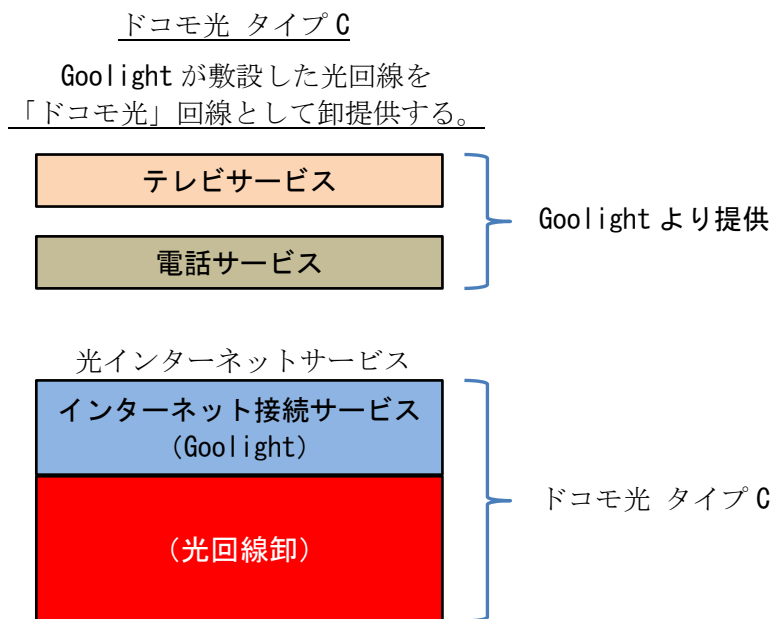 ドコモ光 タイプC
Goolightが敷設した光回線を
「ドコモ光」回線として卸提供する。
テレビサービス
Goolightより提供
電話サービス
光インターネットサービス
インターネット接続サービス
(Goolight)
ドコモ光 タイプC
(光回線卸)